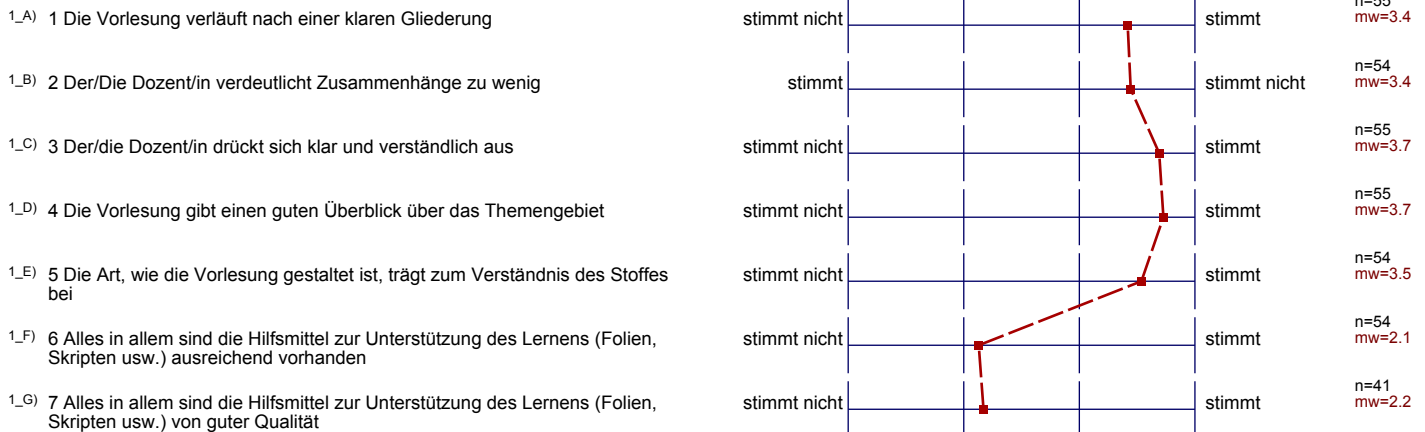 n=55
1_A) 1 Die Vorlesung verläuft nach einer klaren Gliederung stimmt nicht stimmt mw=3.4
n=54
1_B) 2 Der/Die Dozent/in verdeutlicht Zusammenhänge zu wenig stimmt stimmt nicht mw=3.4
n=55
1_C) 3 Der/die Dozent/in drückt sich klar und verständlich aus stimmt nicht stimmt mw=3.7
n=55
1_D) 4 Die Vorlesung gibt einen guten Überblick über das Themengebiet stimmt nicht stimmt mw=3.7
n=54
1_E) 5 Die Art, wie die Vorlesung gestaltet ist, trägt zum Verständnis des Stoffes stimmt nicht stimmt mw=3.5
bei
n=54
1_F) 6 Alles in allem sind die Hilfsmittel zur Unterstützung des Lernens (Folien, stimmt nicht stimmt mw=2.1
Skripten usw.) ausreichend vorhanden
n=41
1_G) 7 Alles in allem sind die Hilfsmittel zur Unterstützung des Lernens (Folien, stimmt nicht stimmt mw=2.2
Skripten usw.) von guter Qualität